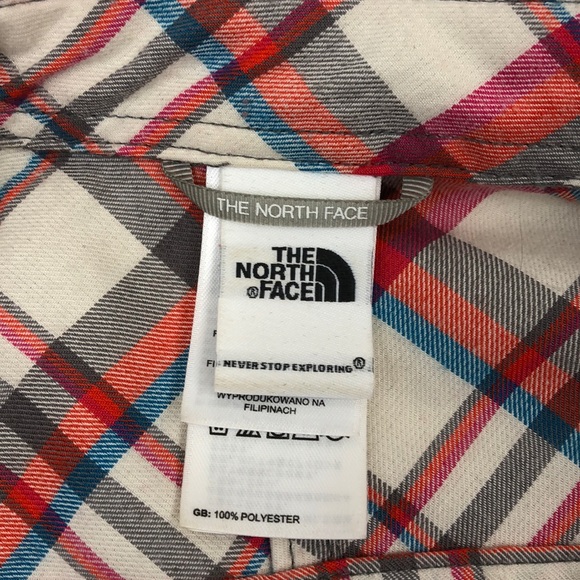 THE NORTH FACE
THE
NORTH
®FACE
NEVER STOP EXPLORING®
WYPRODUKOWANO NA
FILIPINACH
GB: 100% POLYESTER